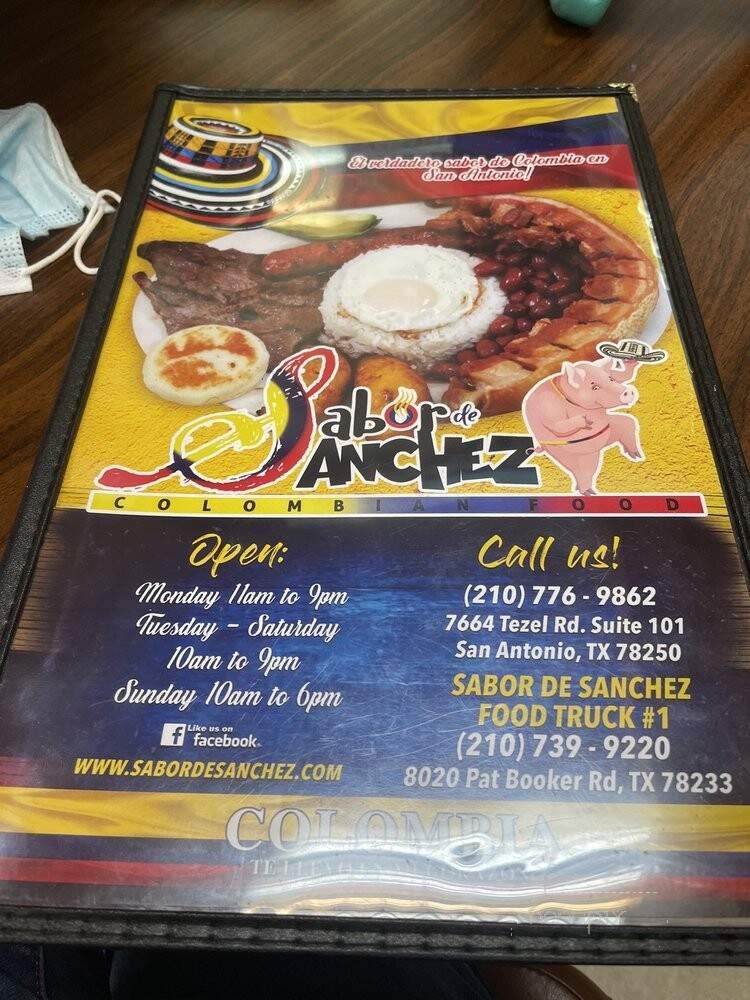 El verdadero sabor de Colombia en
San Antonio!
Sabor de
SANCHEZ
COLOMBIAN FOOD
Open:
Monday 11am to 9pm
Tuesday - Saturday
10am to 9pm
Sunday 10am to 6pm
Like us on
facebook
WWW.SABORDESANCHEZ.COM
Call us!
(210) 776 - 9862
7664 Tezel Rd. Suite 101
San Antonio, TX 78250
SABOR DE SANCHEZ
FOOD TRUCK #1
(210) 739 - 9220
8020 Pat Booker Rd, TX 78233
COLOMBIA
TE